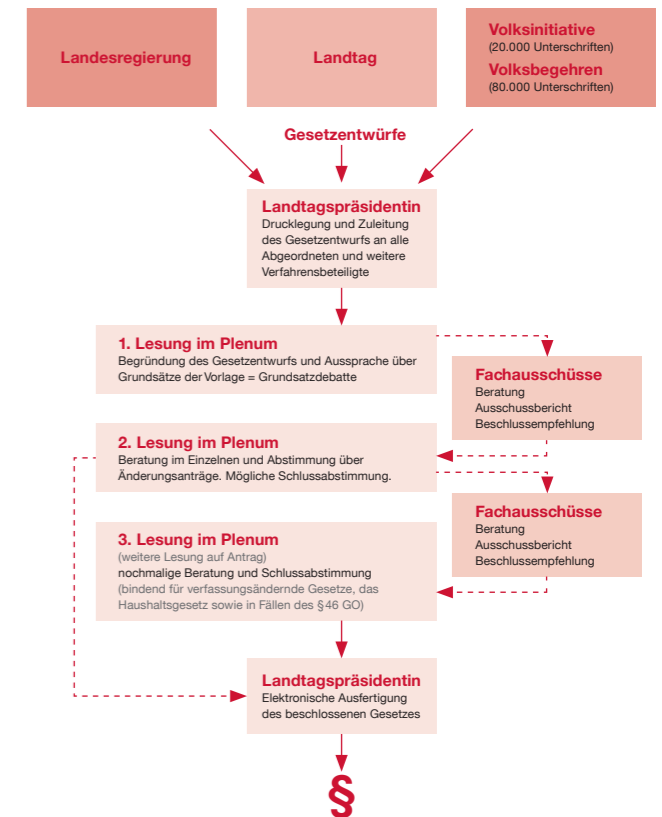 Landesregierung
Landtag
Volksinitiative
(20.000 Unterschriften)
Volksbegehren
(80.000 Unterschriften)
Gesetzentwürfe
Landtagspräsidentin
Drucklegung und Zuleitung
des Gesetzentwurfs an alle
Abgeordneten und weitere
Verfahrensbeteiligte
1. Lesung im Plenum
Begründung des Gesetzentwurfs und Aussprache über
Grundsätze der Vorlage = Grundsatzdebatte
Fachausschüsse
Beratung
Ausschussbericht
Beschlussempfehlung
2. Lesung im Plenum
Beratung im Einzelnen und Abstimmung über
Änderungsanträge. Mögliche Schlussabstimmung.
Fachausschüsse
Beratung
Ausschussbericht
Beschlussempfehlung
3. Lesung im Plenum
(weitere Lesung auf Antrag)
nochmalige Beratung und Schlussabstimmung
(bindend für verfassungsändernde Gesetze, das
Haushaltsgesetz sowie in Fällen des § 46 GO)
Landtagspräsidentin
Elektronische Ausfertigung
des beschlossenen Gesetzes
§